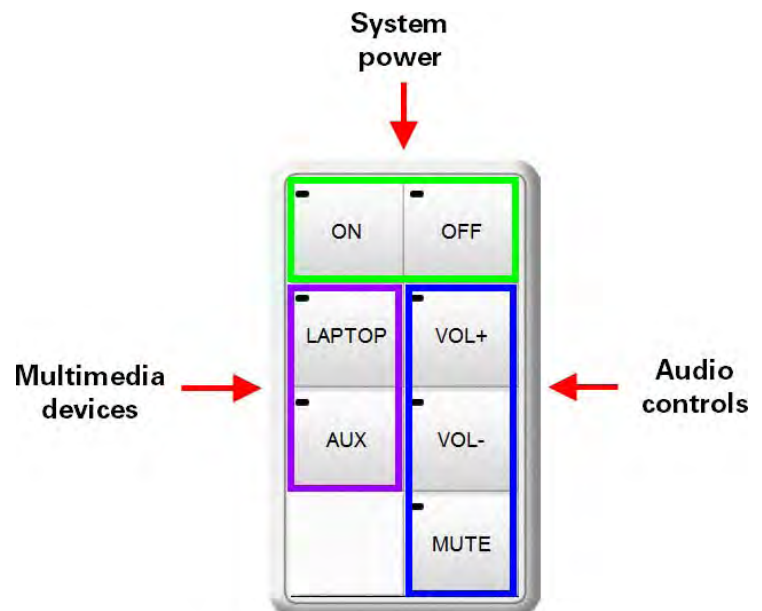 System
power
ON OFF
LAPTOP VOL+
Multimedia
devices
Audio
controls
AUX VOL-
MUTE